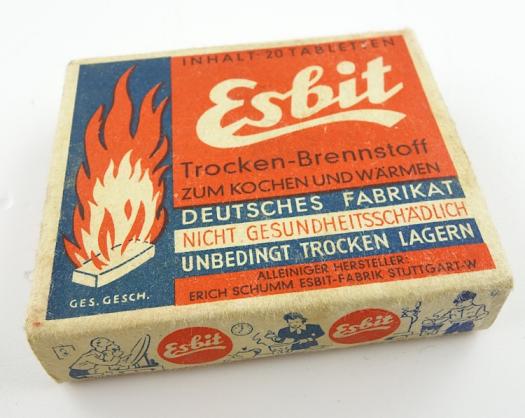 INHALT: 20 TABLETTEN
Esbit
Trocken-Brennstoff
ZUM KOCHEN UND WÄRMEN
DEUTSCHES FABRIKAT
NICHT GESUNDHEITSSCHÄDLICH
UNBEDINGT TROCKEN LAGERN
ALLEINIGER HERSTELLER:
ERICH SCHUMM ESBIT-FABRIK STUTTGART-W
GES. GESCH.
Esbit
Esbit